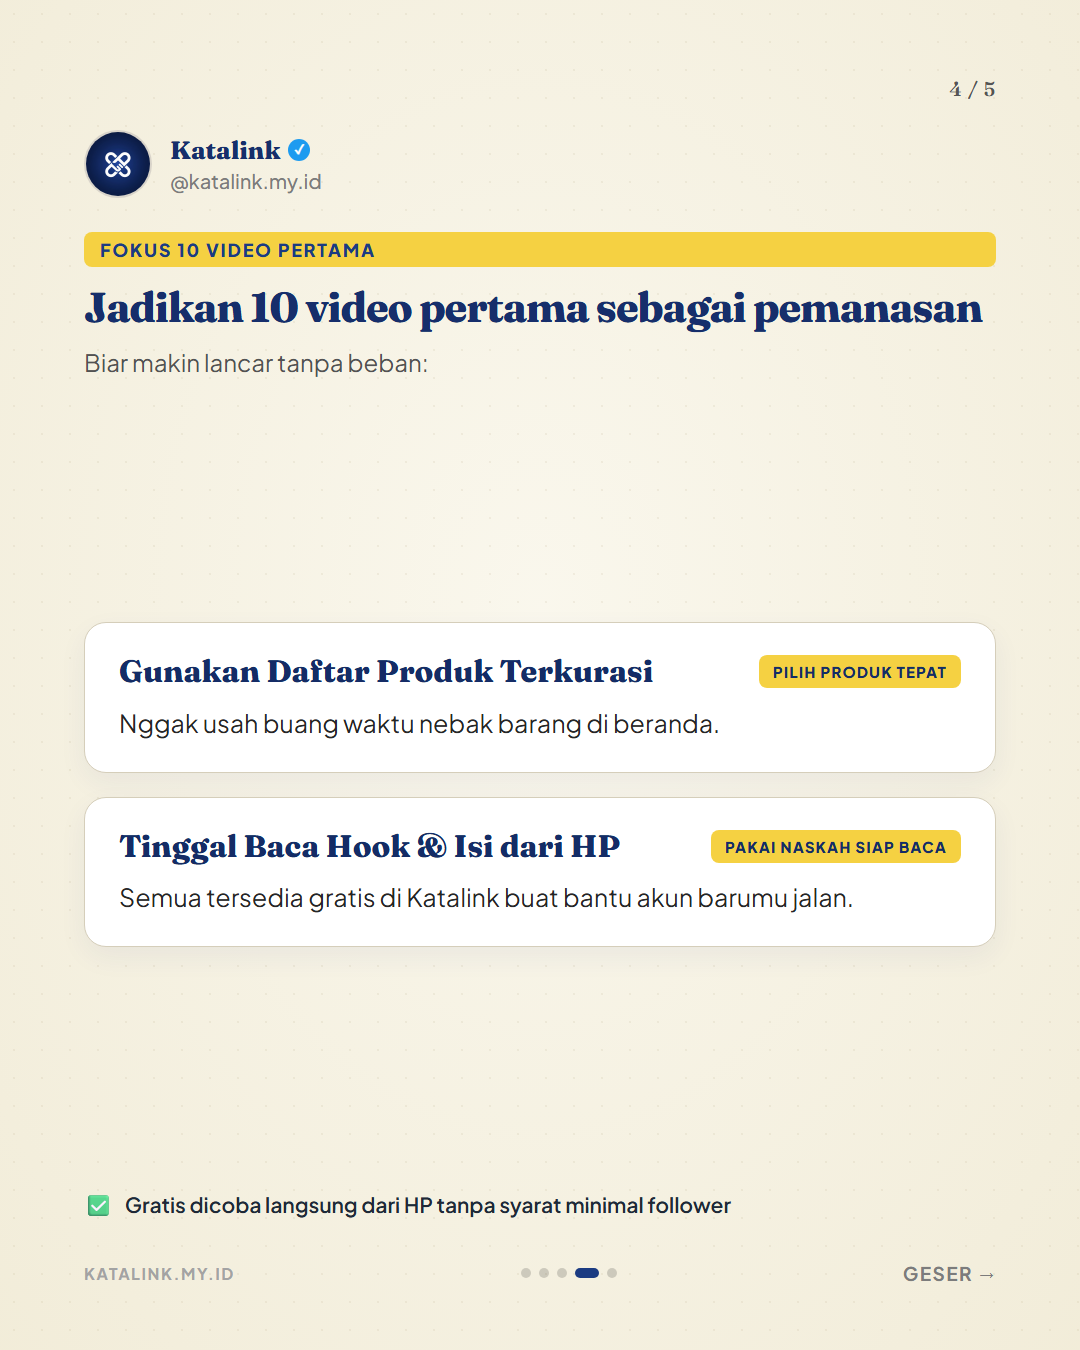 4 / 5
Katalink
@katalink.my.id
FOKUS 10 VIDEO PERTAMA
Jadikan 10 video pertama sebagai pemanasan
Biar makin lancar tanpa beban:
Gunakan Daftar Produk Terkurasi
PILIH PRODUK TEPAT
Nggak usah buang waktu nebak barang di beranda.
Tinggal Baca Hook & Isi dari HP
PAKAI NASKAH SIAP BACA
Semua tersedia gratis di Katalink buat bantu akun barumu jalan.
✅ Gratis dicoba langsung dari HP tanpa syarat minimal follower
KATALINK.MY.ID
GESER →